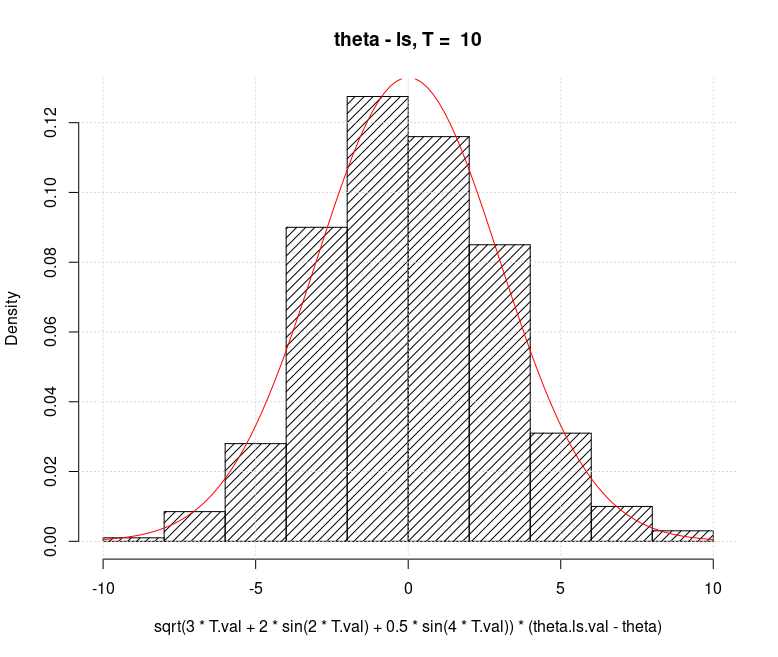 theta - ls, T =  10
Density
0.12
0.10
0.08
0.06
0.04
0.02
0.00
-10 -5 0 5 10
sqrt(3 * T.val + 2 * sin(2 * T.val) + 0.5 * sin(4 * T.val)) * (theta.ls.val - theta)